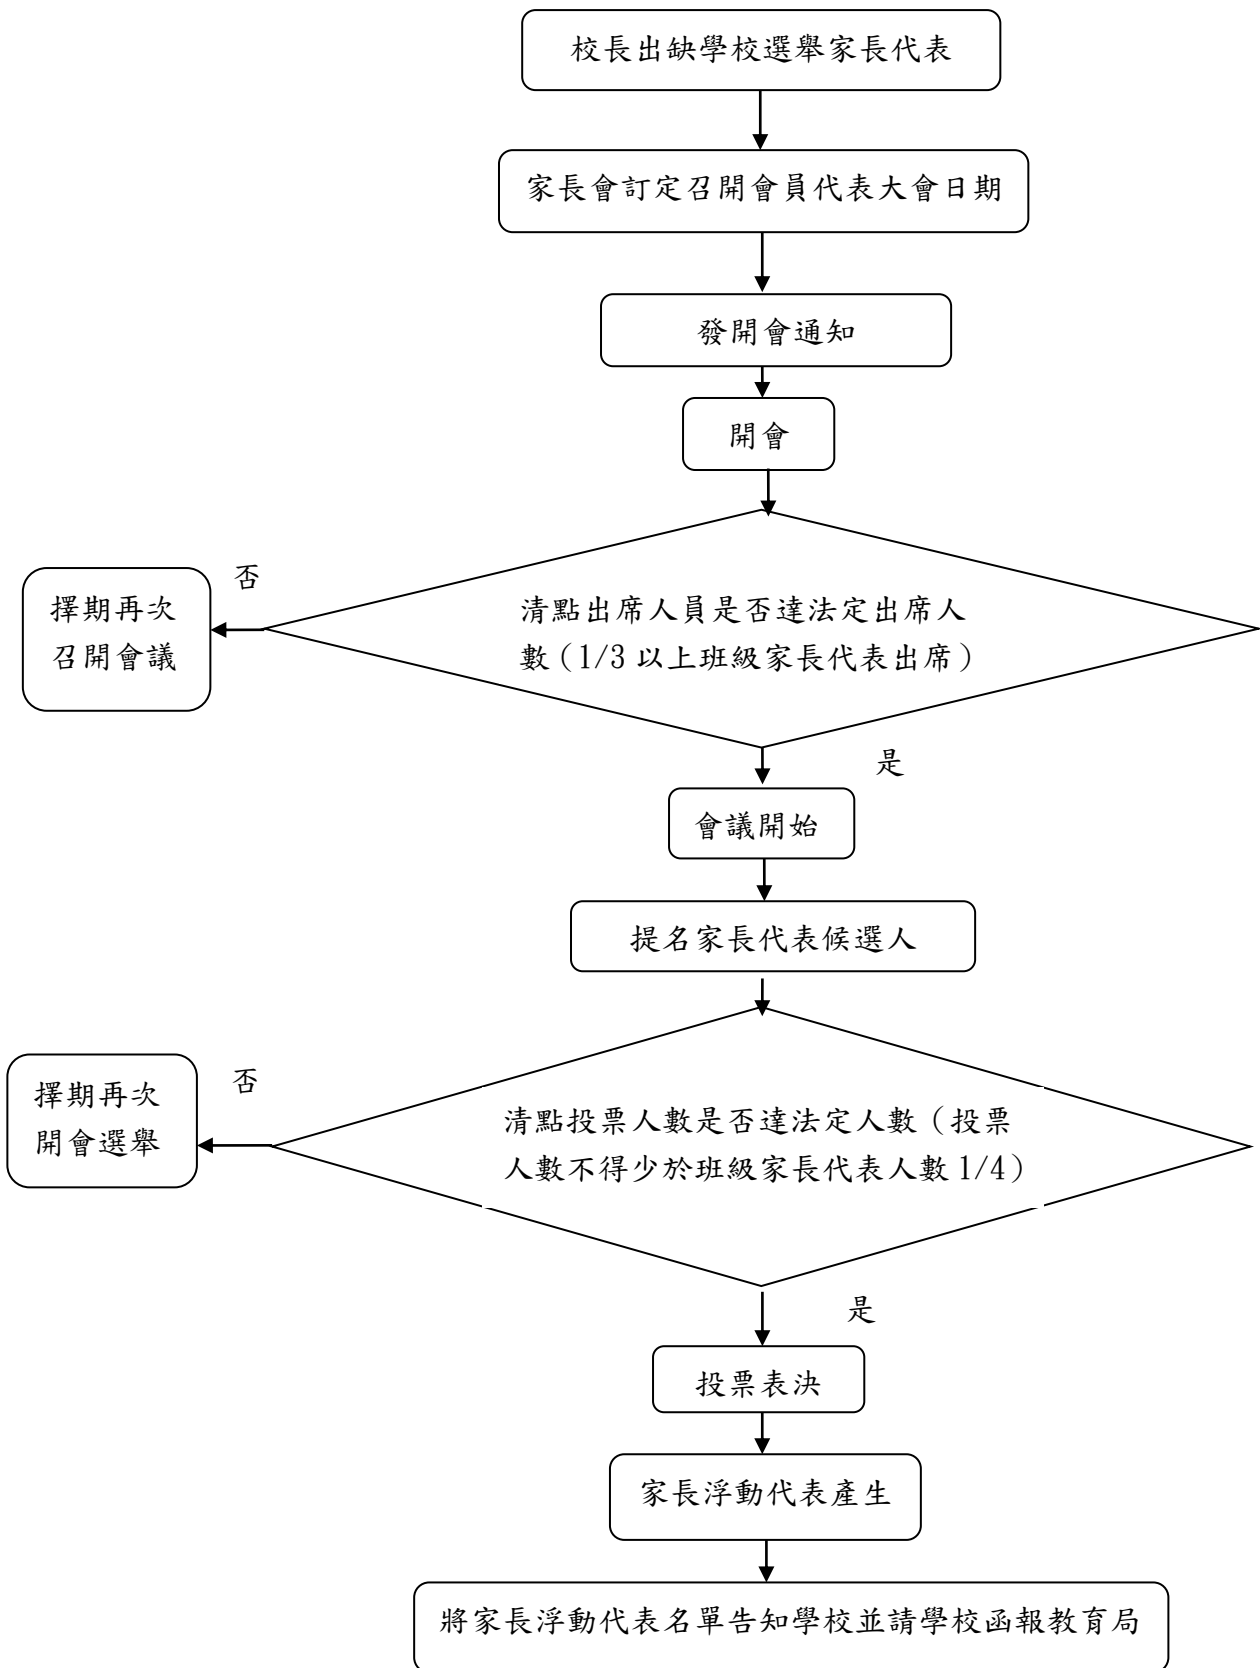 校長出缺學校選舉家長代表
家長會訂定召開會員代表大會日期
發開會通知
開會
否
擇期再次
召開會議
清點出席人員是否達法定出席人
數（1/3 以上班級家長代表出席）
是
會議開始
提名家長代表候選人
否
擇期再次
開會選舉
清點投票人數是否達法定人數（投票
人數不得少於班級家長代表人數 1/4）
是
投票表決
家長浮動代表產生
將家長浮動代表名單告知學校並請學校函報教育局